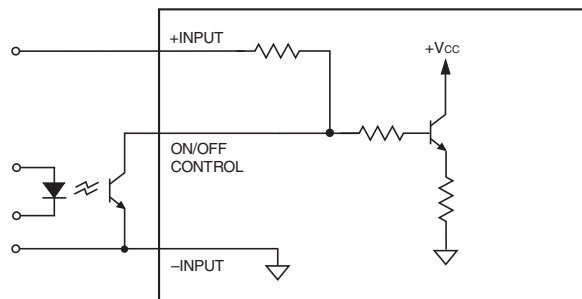 +INPUT
+VCC
ON/OFF
CONTROL
–INPUT